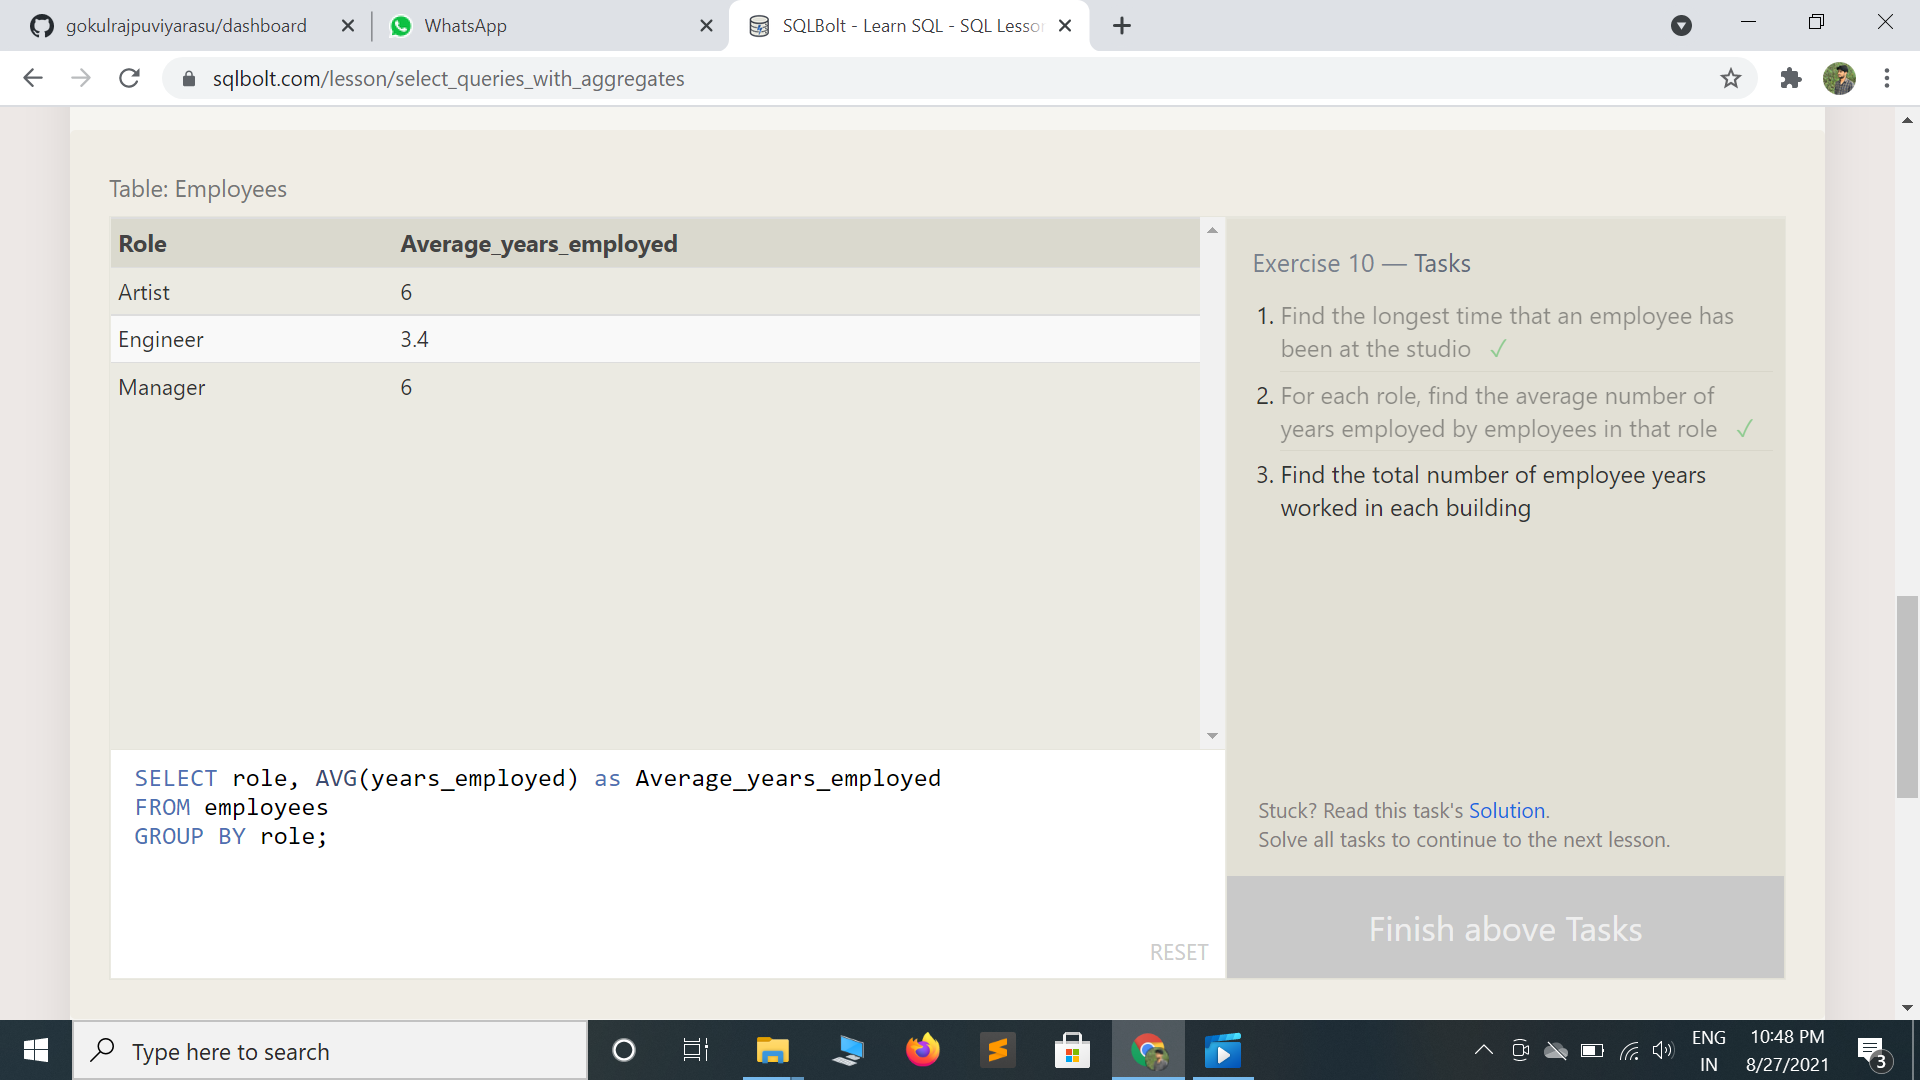 gokulrajpuviyarasu/dashboard
WhatsApp
SQLBolt - Learn SQL - SQL Lesson
sqlbolt.com/lesson/select_queries_with_aggregates
Table: Employees
Role Average_years_employed
Artist 6
Engineer 3.4
Manager 6
SELECT role, AVG(years_employed) as Average_years_employed
FROM employees
GROUP BY role;
RESET
Exercise 10 — Tasks
1. Find the longest time that an employee has
been at the studio ✓
2. For each role, find the average number of
years employed by employees in that role ✓
3. Find the total number of employee years
worked in each building
Stuck? Read this task's Solution.
Solve all tasks to continue to the next lesson.
Finish above Tasks
Type here to search
ENG
IN
10:48 PM
8/27/2021
3